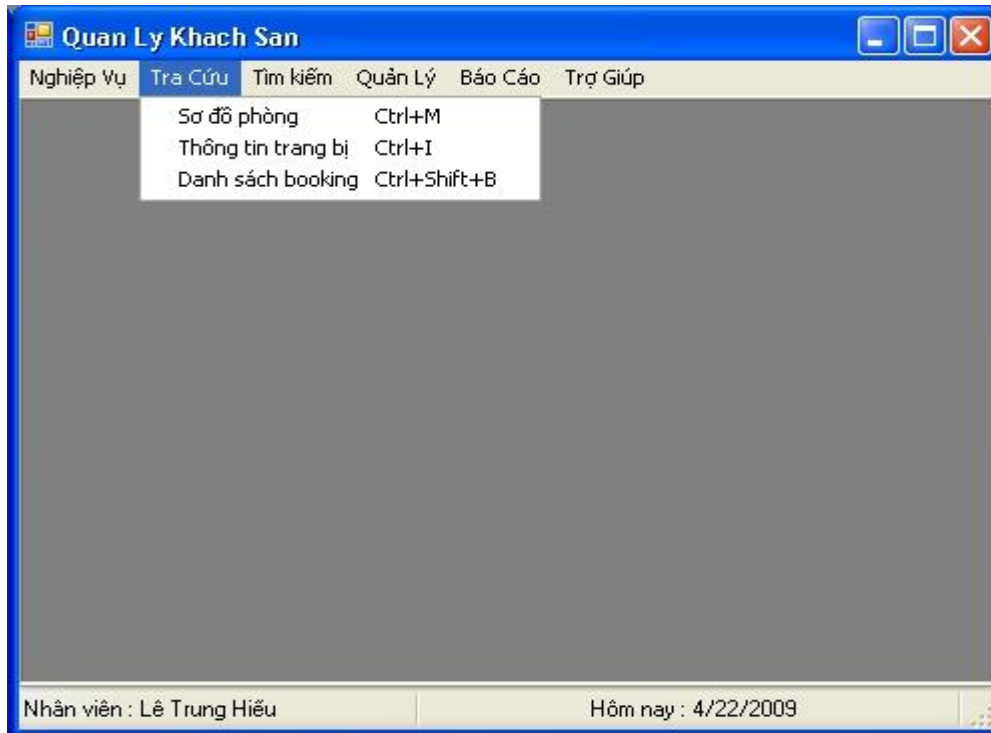 Quan Ly Khach San
Nghiệp Vụ Tra Cứu Tìm kiếm Quản Lý Báo Cáo Trợ Giúp
Sơ đồ phòng Ctrl+M
Thông tin trang bị Ctrl+I
Danh sách booking Ctrl+Shift+B
Nhân viên : Lê Trung Hiếu Hôm nay : 4/22/2009